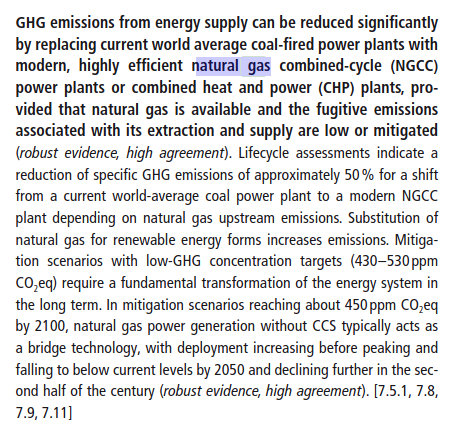 GHG emissions from energy supply can be reduced significantly
by replacing current world average coal-fired power plants with
modern, highly efficient natural gas combined-cycle (NGCC)
power plants or combined heat and power (CHP) plants, pro-
vided that natural gas is available and the fugitive emissions
associated with its extraction and supply are low or mitigated
(robust evidence, high agreement). Lifecycle assessments indicate a
reduction of specific GHG emissions of approximately 50 % for a shift
from a current world-average coal power plant to a modern NGCC
plant depending on natural gas upstream emissions. Substitution of
natural gas for renewable energy forms increases emissions. Mitiga-
tion scenarios with low-GHG concentration targets (430–530 ppm
CO₂eq) require a fundamental transformation of the energy system in
the long term. In mitigation scenarios reaching about 450 ppm CO₂eq
by 2100, natural gas power generation without CCS typically acts as
a bridge technology, with deployment increasing before peaking and
falling to below current levels by 2050 and declining further in the sec-
ond half of the century (robust evidence, high agreement). [7.5.1, 7.8,
7.9, 7.11]